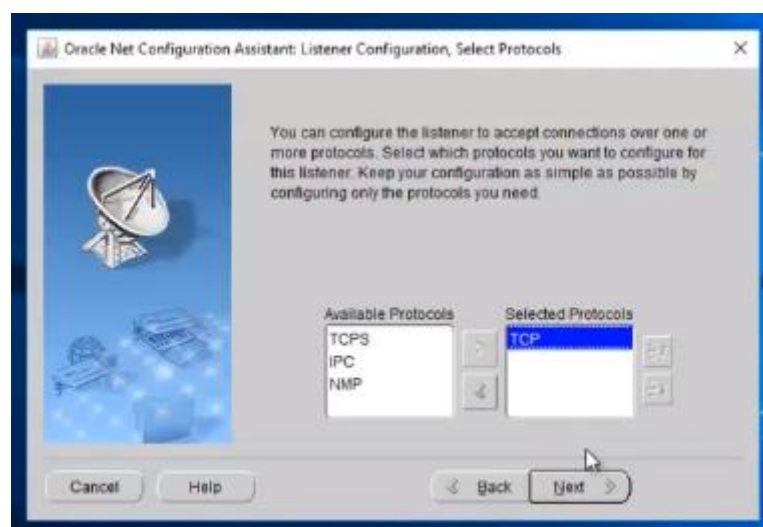 Oracle Net Configuration Assistant: Listener Configuration, Select Protocols
You can configure the listener to accept connections over one or
more protocols. Select which protocols you want to configure for
this listener. Keep your configuration as simple as possible by
configuring only the protocols you need.
Available Protocols
TCPS
IPC
NMP
Selected Protocols
TCP
Cancel
Help
Back
Next